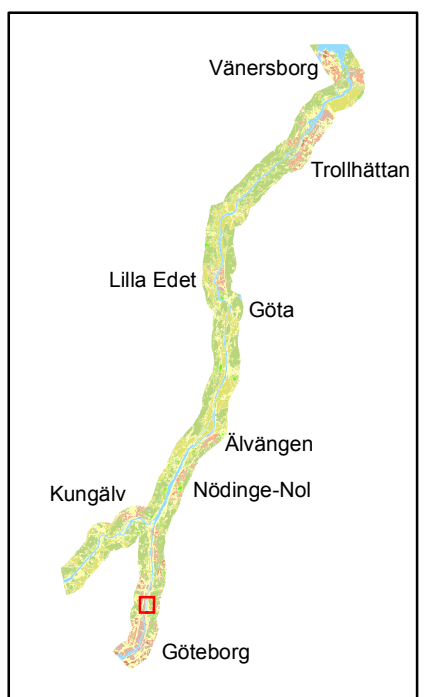 Vänersborg
Trollhättan
Lilla Edet
Göta
Älvängen
Nödinge-Nol
Kungälv
Göteborg